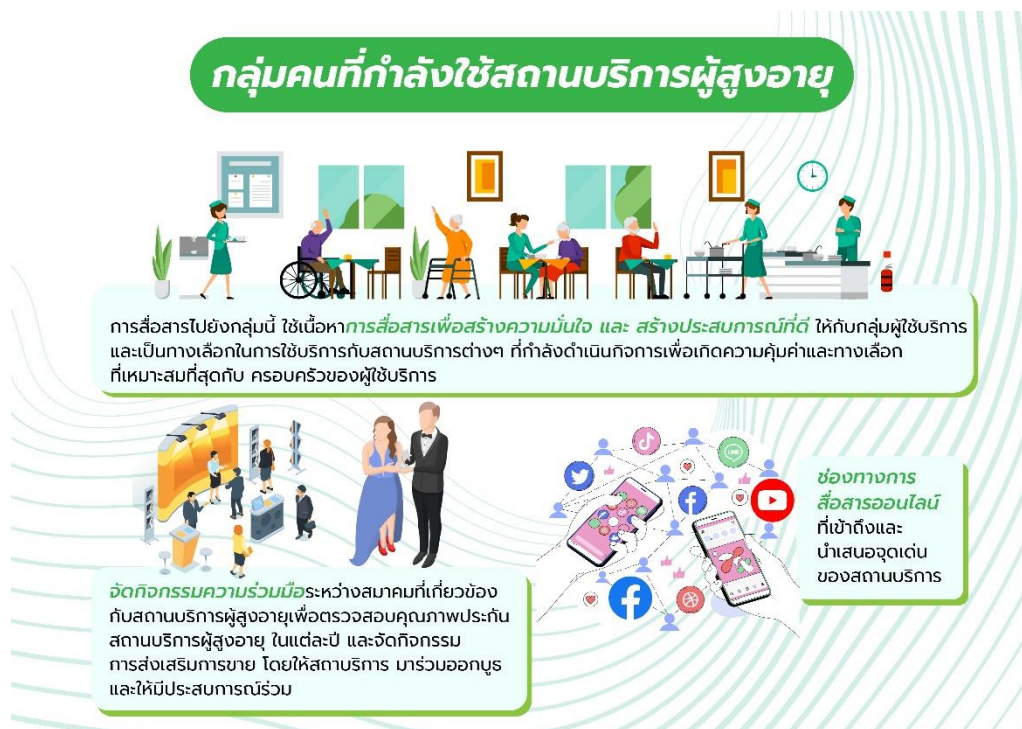 กลุ่มคนที่กำลังใช้สถานบริการผู้สูงอายุ
การสื่อสารไปยังกลุ่มนี้ ใช้เนื้อหาการสื่อสารเพื่อสร้างความมั่นใจ และ สร้างประสบการณ์ที่ดี ให้กับกลุ่มผู้ใช้บริการ
และเป็นทางเลือกในการใช้บริการกับสถานบริการต่างๆ ที่กำลังดำเนินกิจการเพื่อเกิดความคุ้มค่าและทางเลือก
ที่เหมาะสมที่สุดกับ ครอบครัวของผู้ใช้บริการ
LINE
ช่องทางการ
สื่อสารออนไลน์
ที่เข้าถึงและ
นำเสนอจุดเด่น
ของสถานบริการ
จัดกิจกรรมความร่วมมือระหว่างสมาคมที่เกี่ยวข้อง
กับสถานบริการผู้สูงอายุเพื่อตรวจสอบคุณภาพประกัน
สถานบริการผู้สูงอายุ ในแต่ละปี และจัดกิจกรรม
การส่งเสริมการขาย โดยให้สถาบริการ มาร่วมออกบูธ
และให้มีประสบการณ์ร่วม